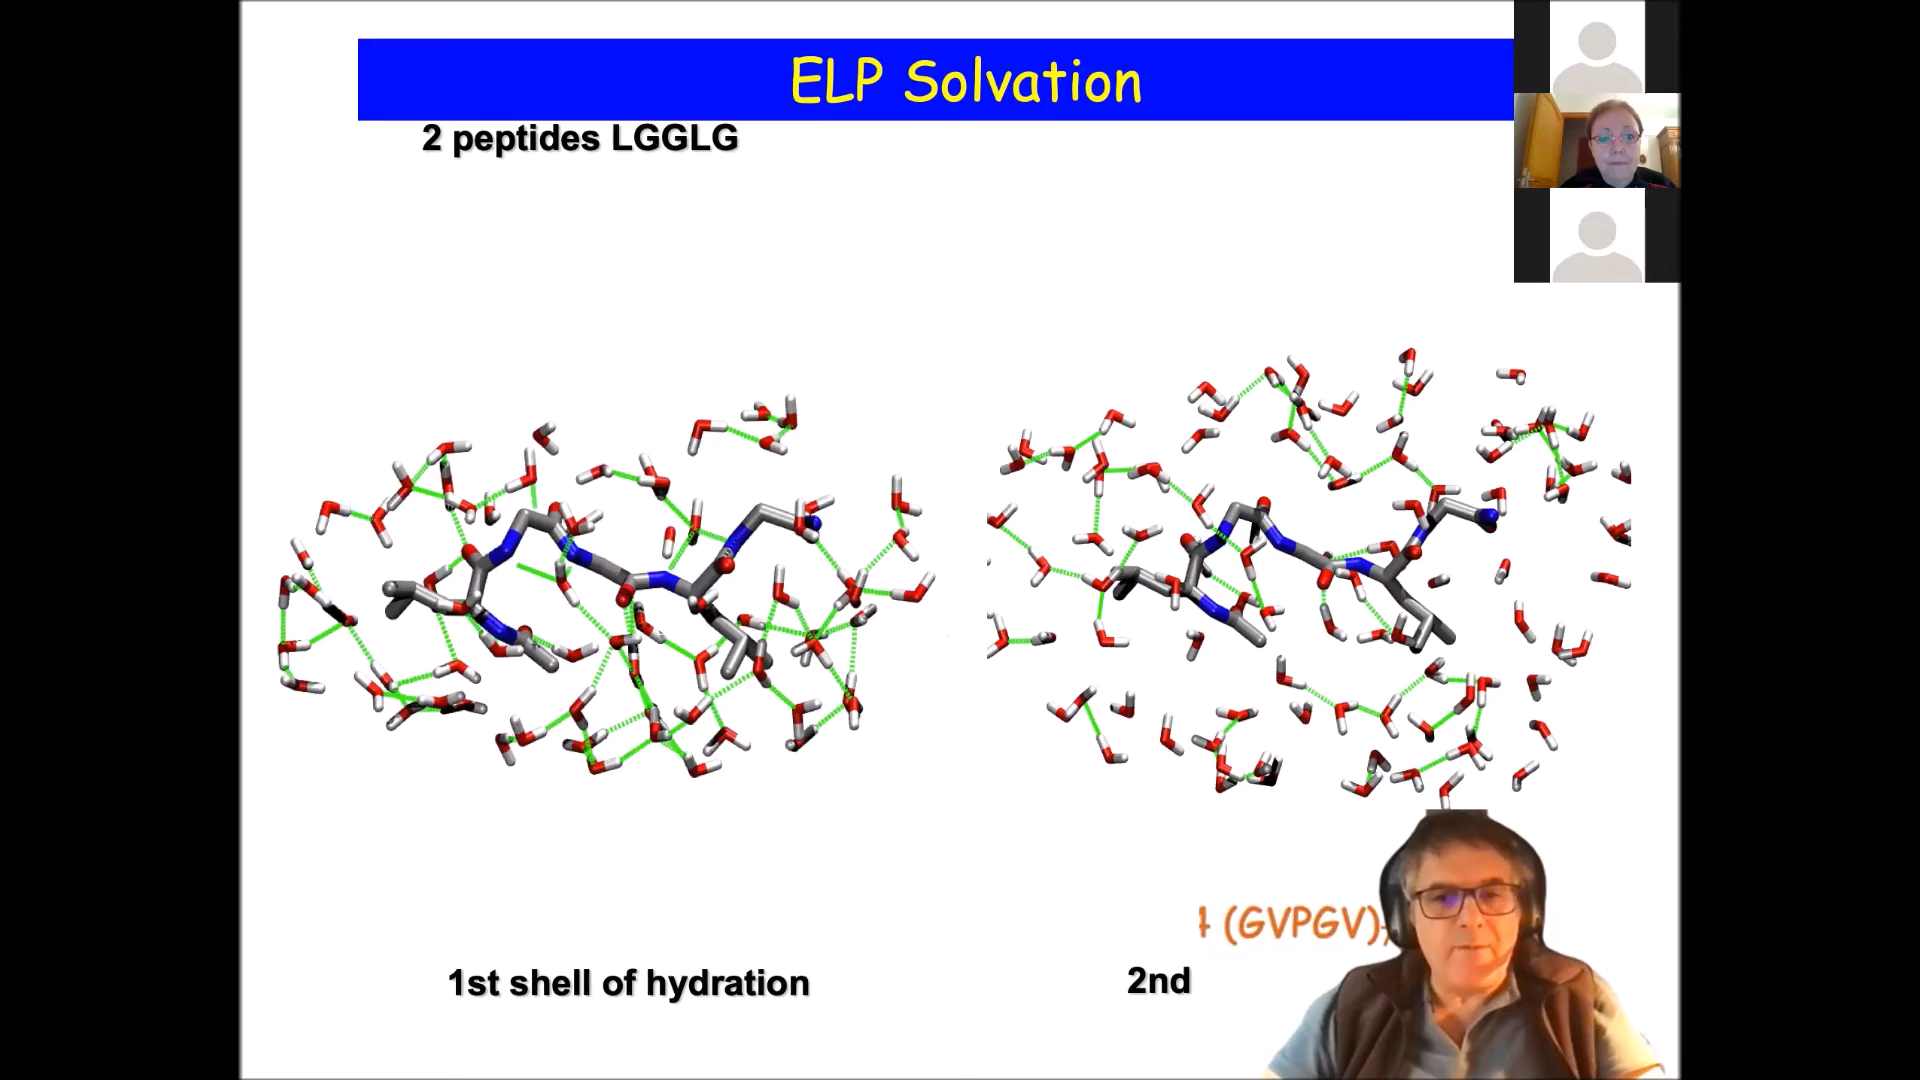 ELP Solvation
2 peptides LGGLG
(GVPGV)
1st shell of hydration
2nd